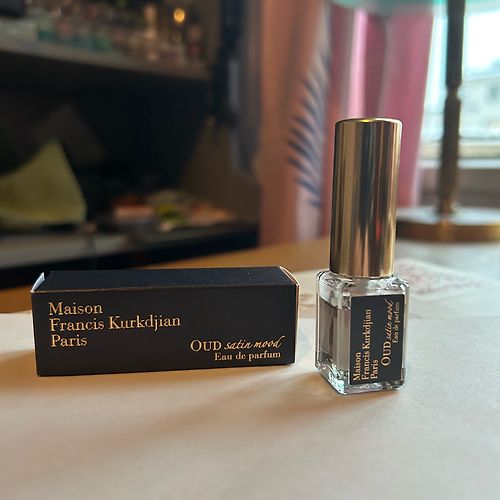 Maison
Francis Kurkdjian
Paris
OUD satin mood
Eau de parfum
Maison
Francis Kurkdjian
Paris
OUD satin mood
Eau de parfum